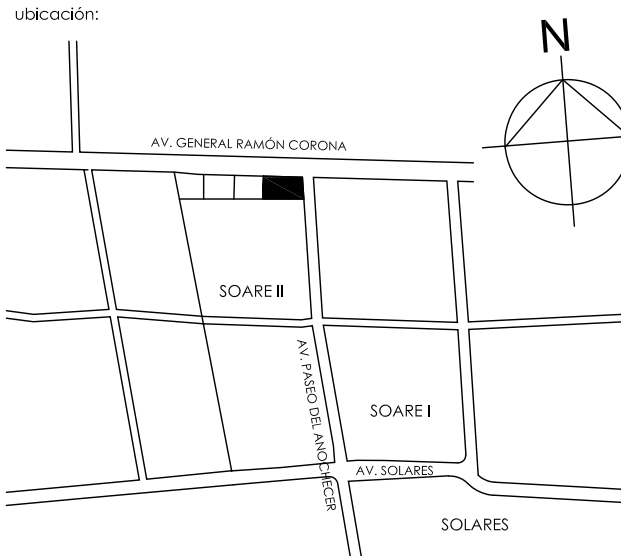 ubicación:
N
AV. GENERAL RAMÓN CORONA
SOARE II
AV. PASEO DEL ANOCHECER
SOARE I
AV. SOLARES
SOLARES